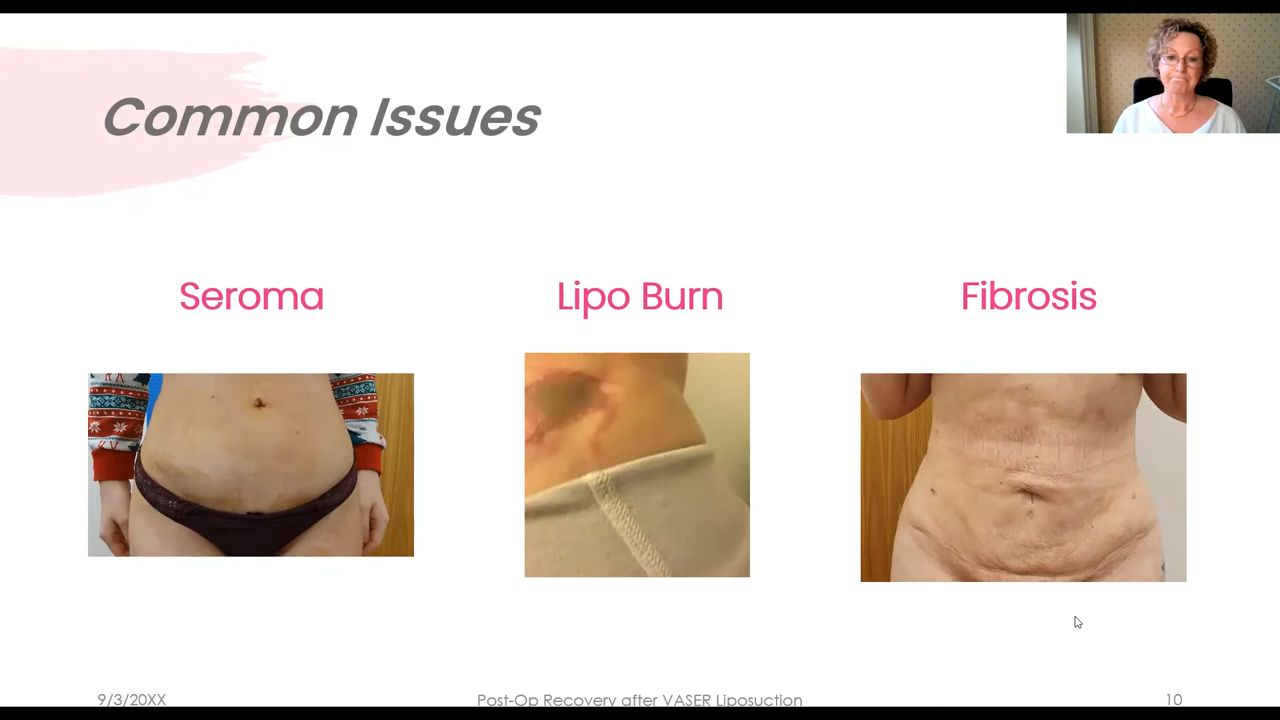 Common Issues
Seroma
Lipo Burn
Fibrosis
9/3/20XX
Post-Op Recovery after VASER Liposuction
10